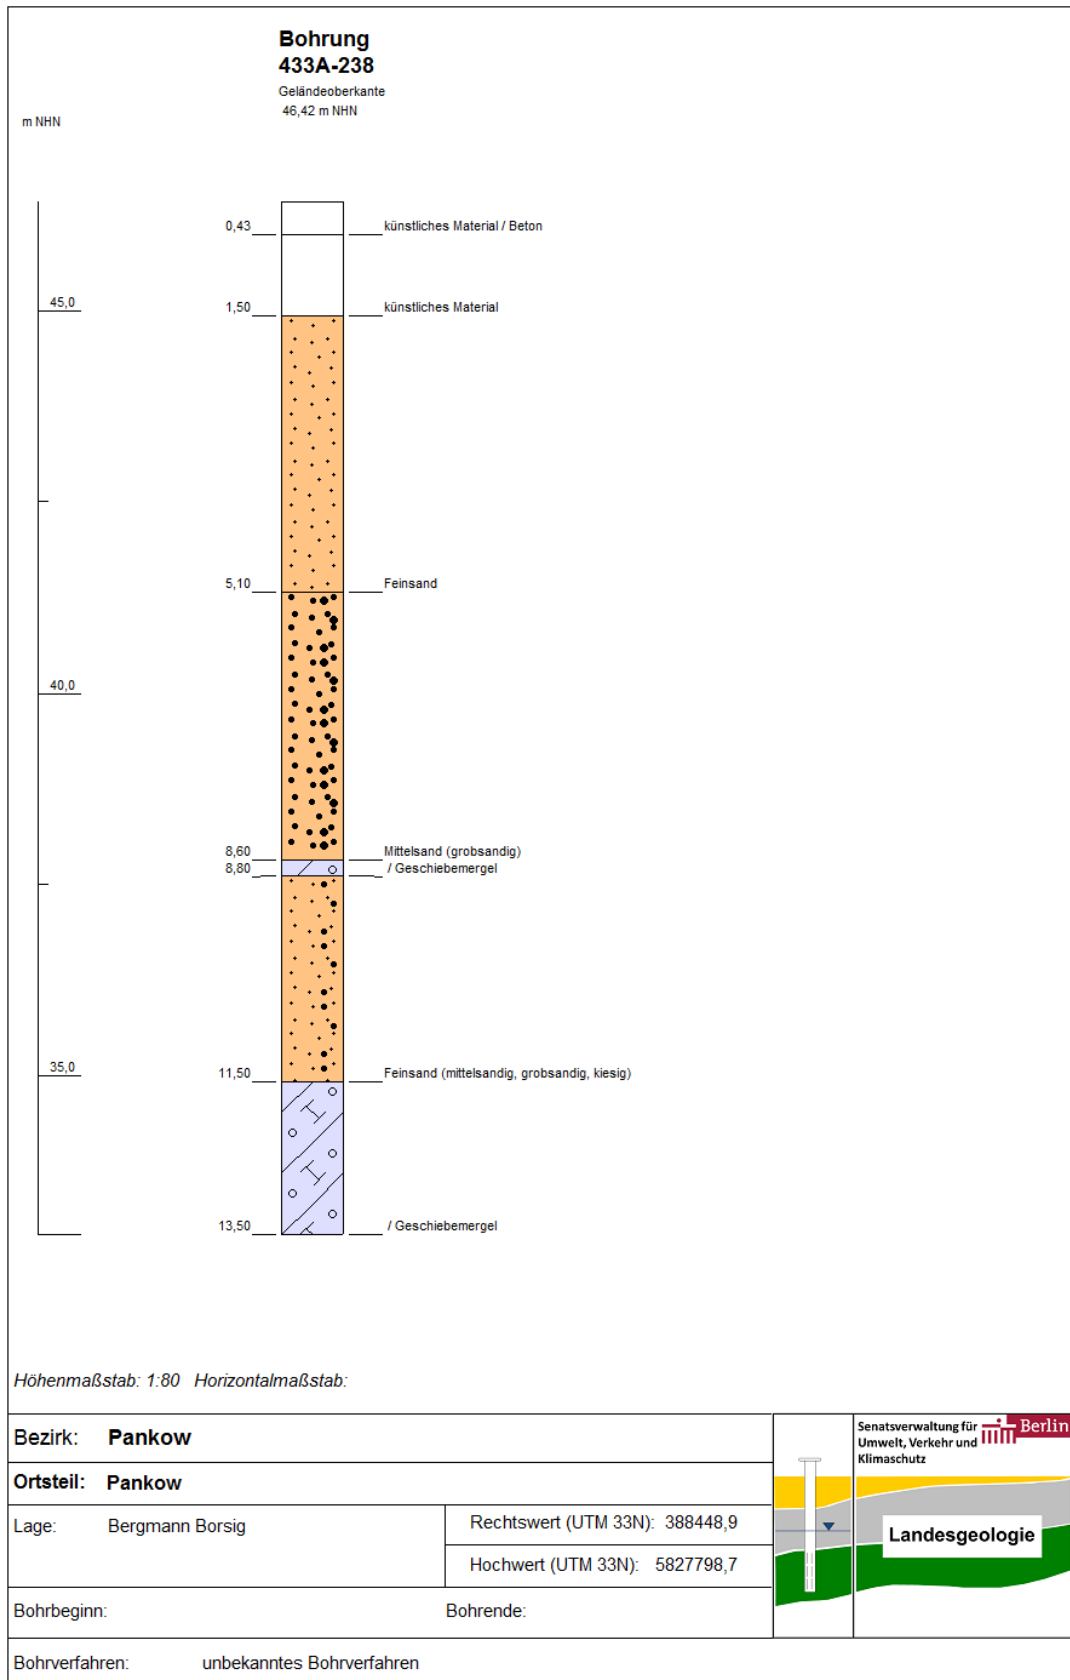 Bohrung
433A-238
Geländeoberkante
46,42 m NHN
m NHN
0,43 künstliches Material / Beton
45,0
1,50 künstliches Material
5,10 Feinsand
40,0
8,60 Mittelsand (grobsandig)
8,80 / Geschiebemergel
35,0
11,50 Feinsand (mittelsandig, grobsandig, kiesig)
13,50 / Geschiebemergel
Höhenmaßstab: 1:80 Horizontalmaßstab:
Bezirk: Pankow
Ortsteil: Pankow
Lage: Bergmann Borsig
Rechtswert (UTM 33N): 388448,9
Hochwert (UTM 33N): 5827798,7
Bohrbeginn: Bohrende:
Bohrverfahren: unbekanntes Bohrverfahren
Senatsverwaltung für
Umwelt, Verkehr und
Klimaschutz
Berlin
Landesgeologie